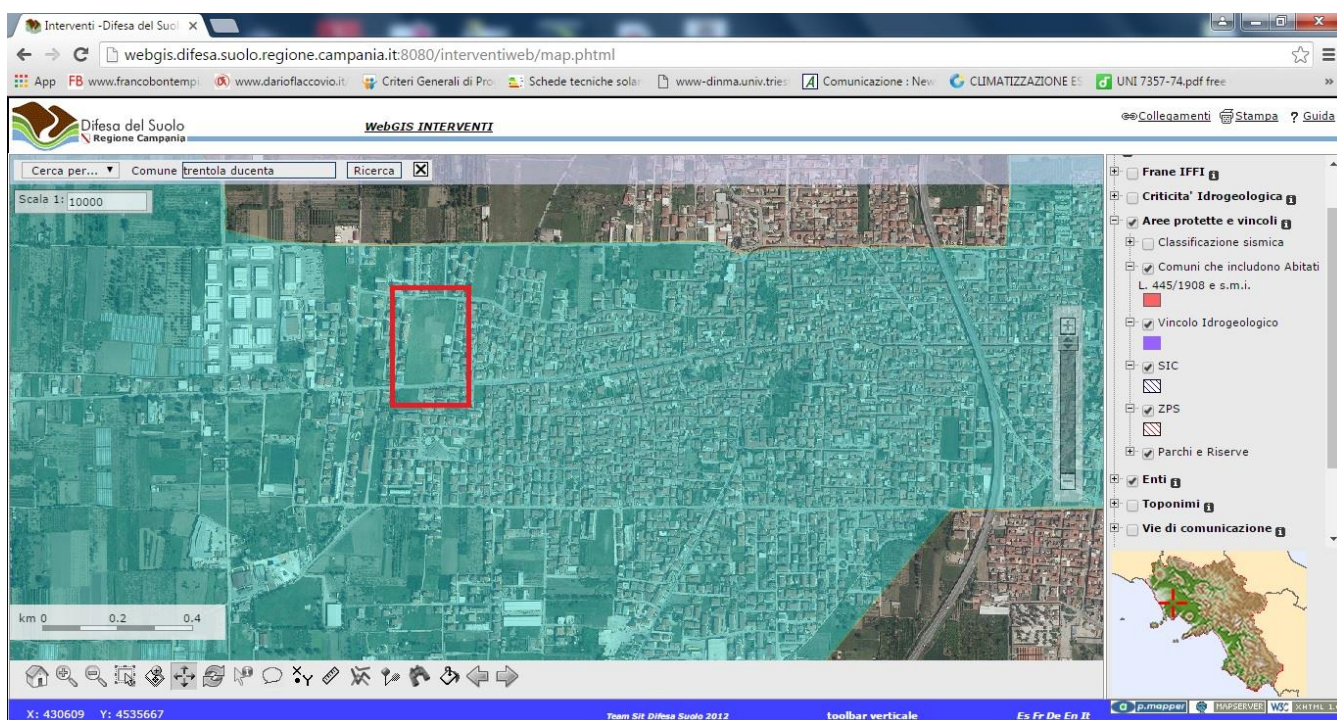 Interventi -Difesa del Suol
webgis.difesa.suolo.regione.campania.it:8080/interventiweb/map.phtml
App FB www.francobontempi. www.darioflaccovio.it/ Criteri Generali di Pro Schede tecniche solar www-dinma.univ.tries Comunicazione : New CLIMATIZZAZIONE ES UNI 7357-74.pdf free »
Difesa del Suolo
Regione Campania
WebGIS INTERVENTI
Collegamenti Stampa ? Guida
Cerca per... Comune trentola ducenta Ricerca X
Scala 1: 10000
Frane IFFI
Criticita' Idrogeologica
Aree protette e vincoli
Classificazione sismica
Comuni che includono Abitati
L. 445/1908 e s.m.i.
Vincolo Idrogeologico
SIC
ZPS
Parchi e Riserve
Enti
Toponimi
Vie di comunicazione
km 0 0.2 0.4
X: 430609 Y: 4535667
Team Sit Difesa Suolo 2012
toolbar verticale
Es Fr De En It
p.mapper MAPSERVER W3C XHTML 1.